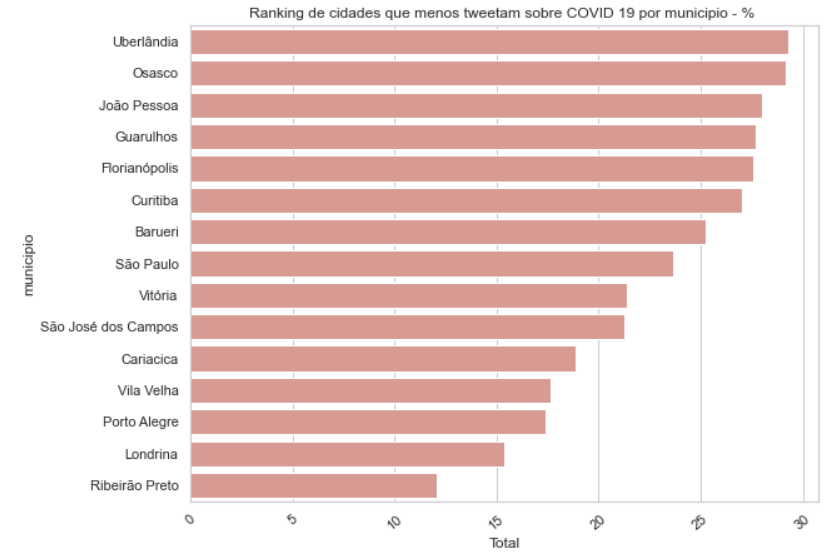 Ranking de cidades que menos tweetam sobre COVID 19 por municipio - %
Uberlândia
Osasco
João Pessoa
Guarulhos
Florianópolis
Curitiba
Barueri
São Paulo
Vitória
São José dos Campos
Cariacica
Vila Velha
Porto Alegre
Londrina
Ribeirão Preto
municipio
0 5 10 15 20 25 30
Total